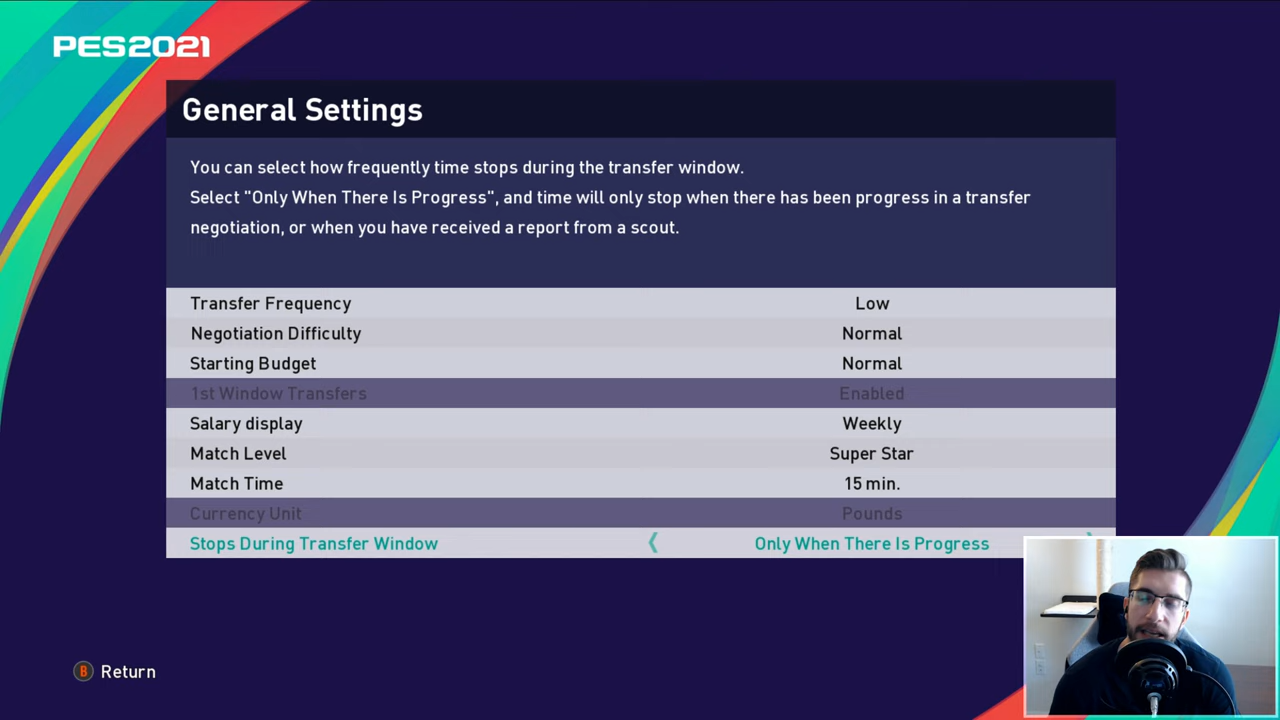 PES2021
General Settings
You can select how frequently time stops during the transfer window.
Select "Only When There Is Progress", and time will only stop when there has been progress in a transfer
negotiation, or when you have received a report from a scout.
Transfer Frequency Low
Negotiation Difficulty Normal
Starting Budget Normal
1st Window Transfers Enabled
Salary display Weekly
Match Level Super Star
Match Time 15 min.
Currency Unit Pounds
Stops During Transfer Window Only When There Is Progress
B Return